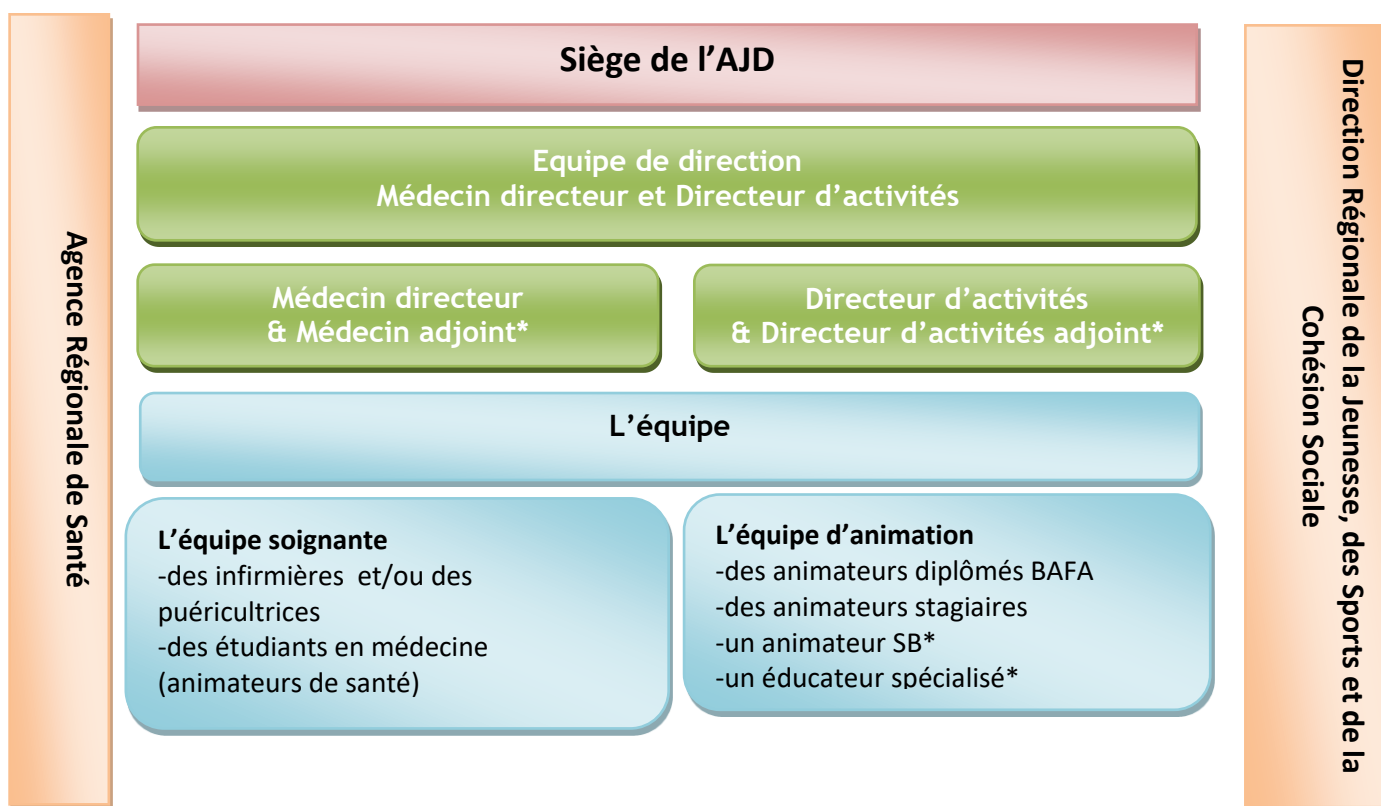 Siège de l'AJD
Equipe de direction
Médecin directeur et Directeur d'activités
Médecin directeur
& Médecin adjoint*
Directeur d'activités
& Directeur d'activités adjoint*
L'équipe
L'équipe soignante
-des infirmières et/ou des
puéricultrices
-des étudiants en médecine
(animateurs de santé)
L'équipe d'animation
-des animateurs diplômés BAFA
-des animateurs stagiaires
-un animateur SB*
-un éducateur spécialisé*
Agence Régionale de Santé
Direction Régionale de la Jeunesse, des Sports et de la
Cohésion Sociale